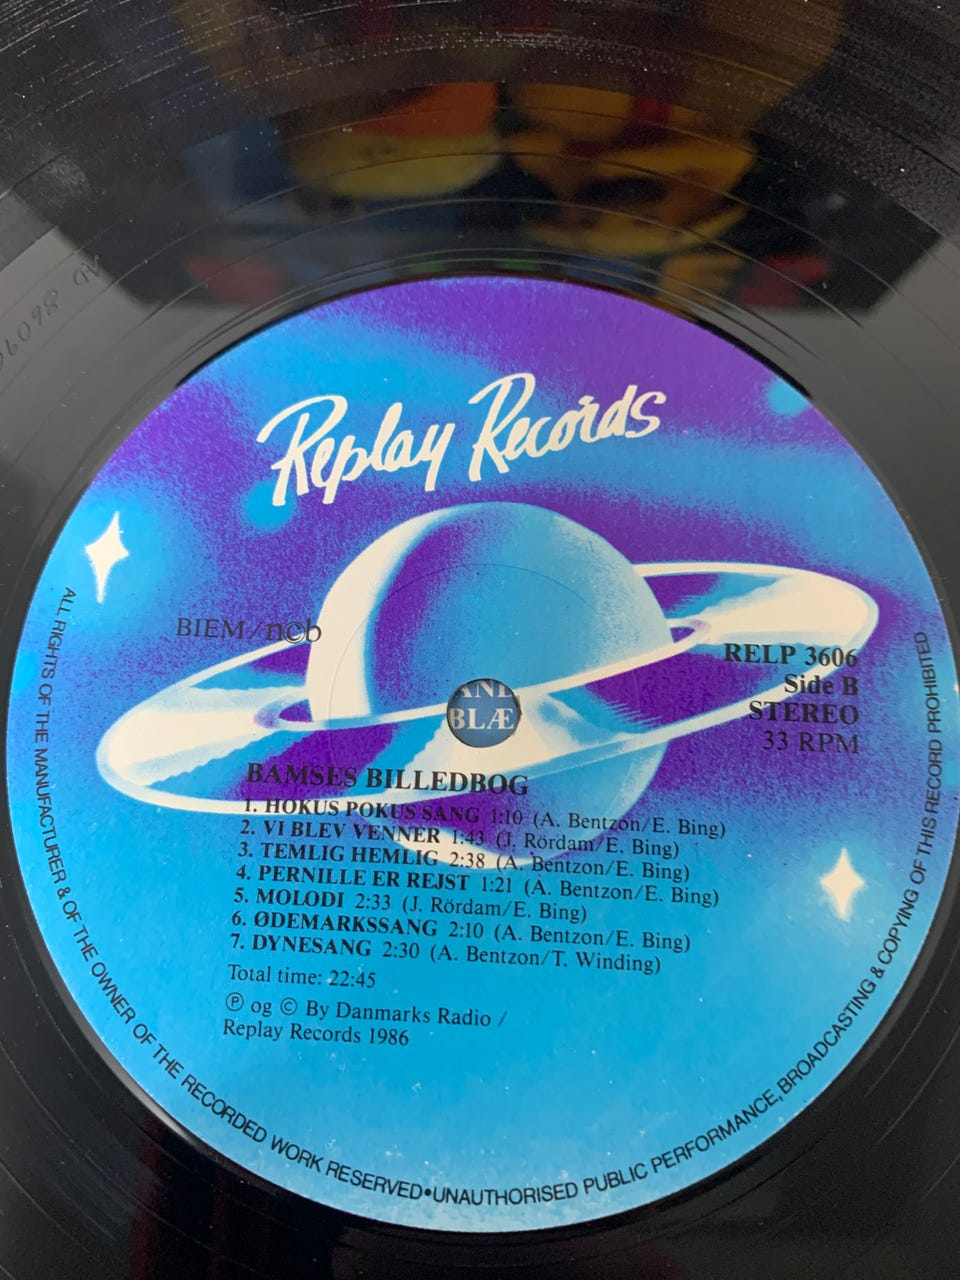 Replay Records
BIEM/ncb
RELP 3606
Side B
STEREO
33 RPM
BLÆ
BAMSES BILLEDBOG
1. HOKUS POKUS SANG 1:10 (A. Bentzon/E. Bing)
2. VI BLEV VENNER 1:43 (J. Rördam/E. Bing)
3. TEMLIG HEMLIG 2:38 (A. Bentzon/E. Bing)
4. PERNILLE ER REJST 1:21 (A. Bentzon/E. Bing)
5. MOLODI 2:33 (J. Rördam/E. Bing)
6. ØDEMARKSSANG 2:10 (A. Bentzon/E. Bing)
7. DYNESANG 2:30 (A. Bentzon/T. Winding)
Total time: 22:45
Ⓟ og © By Danmarks Radio /
Replay Records 1986
ALL RIGHTS OF THE MANUFACTURER & OF THE OWNER OF THE RECORDED WORK RESERVED•UNAUTHORISED PUBLIC PERFORMANCE, BROADCASTING & COPYING OF THIS RECORD PROHIBITED